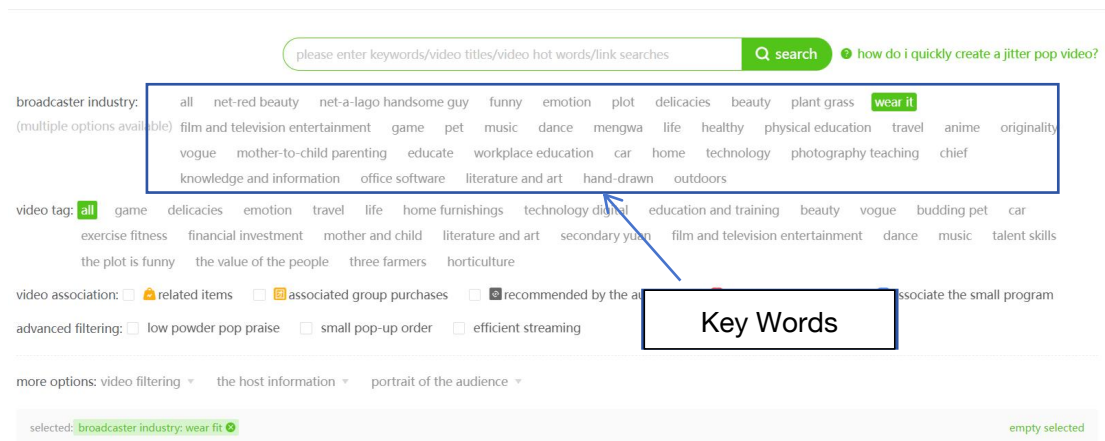 please enter keywords/video titles/video hot words/link searches search how do i quickly create a jitter pop video?
broadcaster industry: all net-red beauty net-a-lago handsome guy funny emotion plot delicacies beauty plant grass wear it
(multiple options available) film and television entertainment game pet music dance mengwa life healthy physical education travel anime originality
vogue mother-to-child parenting educate workplace education car home technology photography teaching chief
knowledge and information office software literature and art hand-drawn outdoors
video tag: all game delicacies emotion travel life home furnishings technology digital education and training beauty vogue budding pet car
exercise fitness financial investment mother and child literature and art secondary yuan film and television entertainment dance music talent skills
the plot is funny the value of the people three farmers horticulture
video association: related items associated group purchases recommended by the au ssociate the small program
Key Words
advanced filtering: low powder pop praise small pop-up order efficient streaming
more options: video filtering the host information portrait of the audience
selected: broadcaster industry: wear fit empty selected